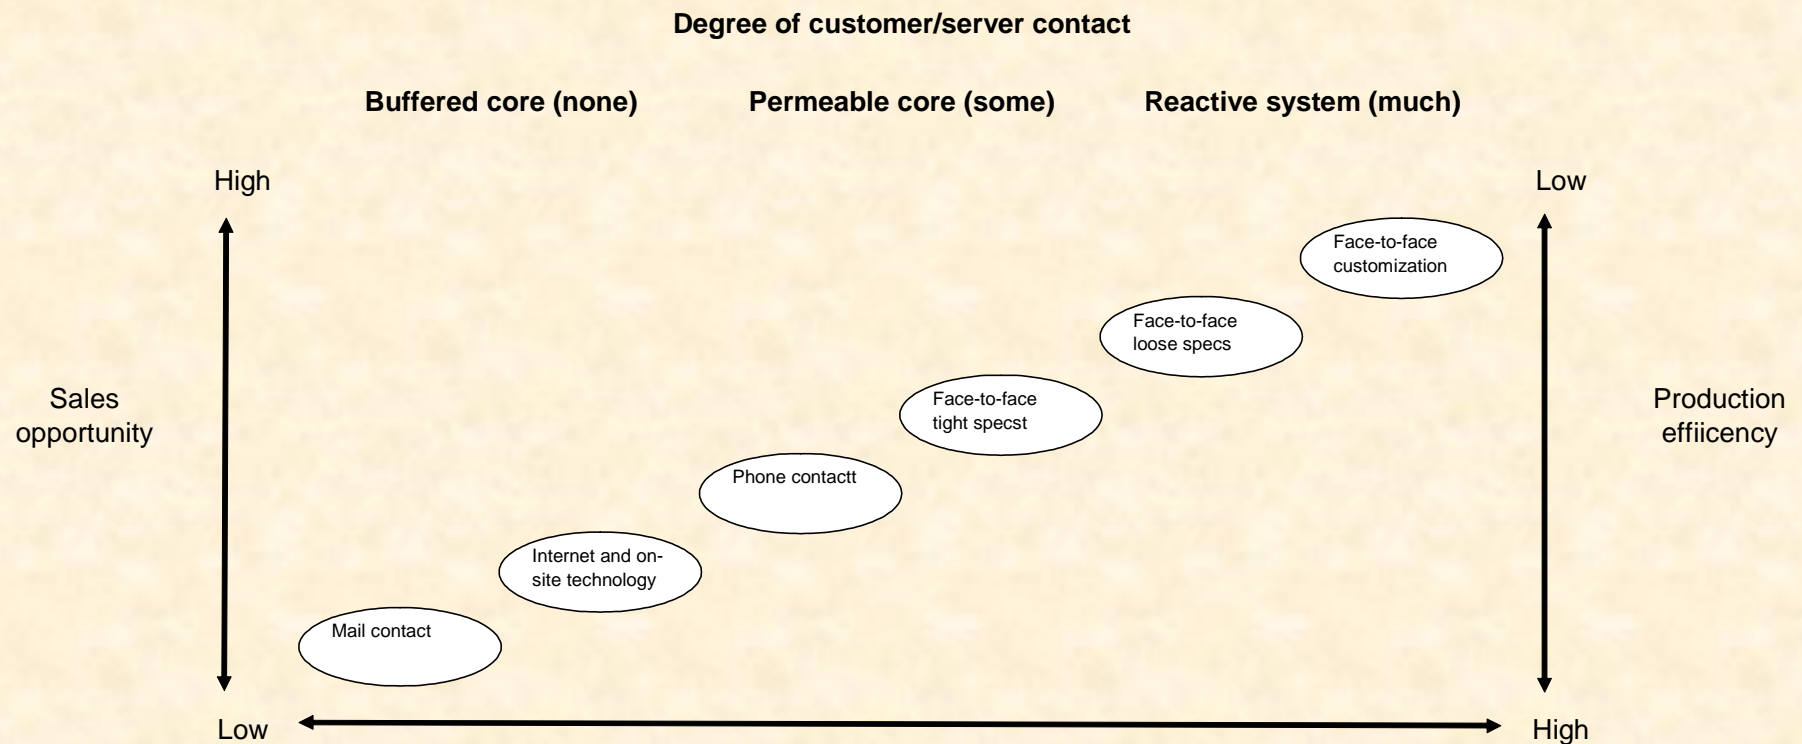 Degree of customer/server contact
Buffered core (none)
Permeable core (some)
Reactive system (much)
High
Low
Face-to-face
customization
Face-to-face
loose specs
Sales
opportunity
Face-to-face
tight specst
Production
effiicency
Phone contactt
Internet and on-
site technology
Mail contact
Low
High